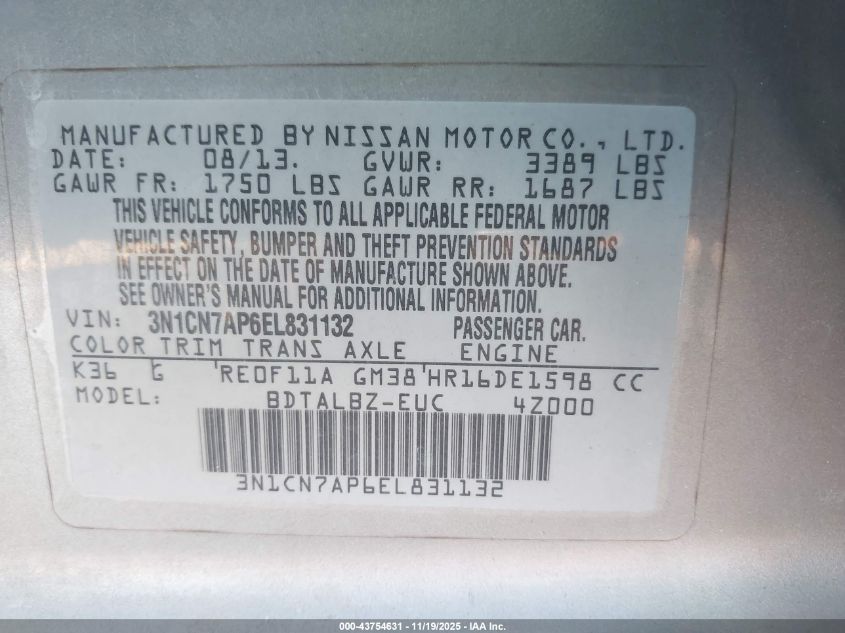 MANUFACTURED BY NISSAN MOTOR CO., LTD.
DATE: 08/13. GVWR: 3389 LBS
GAWR FR: 1750 LBS GAWR RR: 1687 LBS
THIS VEHICLE CONFORMS TO ALL APPLICABLE FEDERAL MOTOR
VEHICLE SAFETY, BUMPER AND THEFT PREVENTION STANDARDS
IN EFFECT ON THE DATE OF MANUFACTURE SHOWN ABOVE.
SEE OWNER'S MANUAL FOR ADDITIONAL INFORMATION.
VIN: 3N1CN7AP6EL831132 PASSENGER CAR.
COLOR TRIM TRANS AXLE ENGINE
K36 G RE0F11A GM38 HR16DE1598 CC
MODEL: BDTALBZ-EUC 4Z000
3N1CN7AP6EL831132
000-43754631 - 11/19/2025 - IAA Inc.